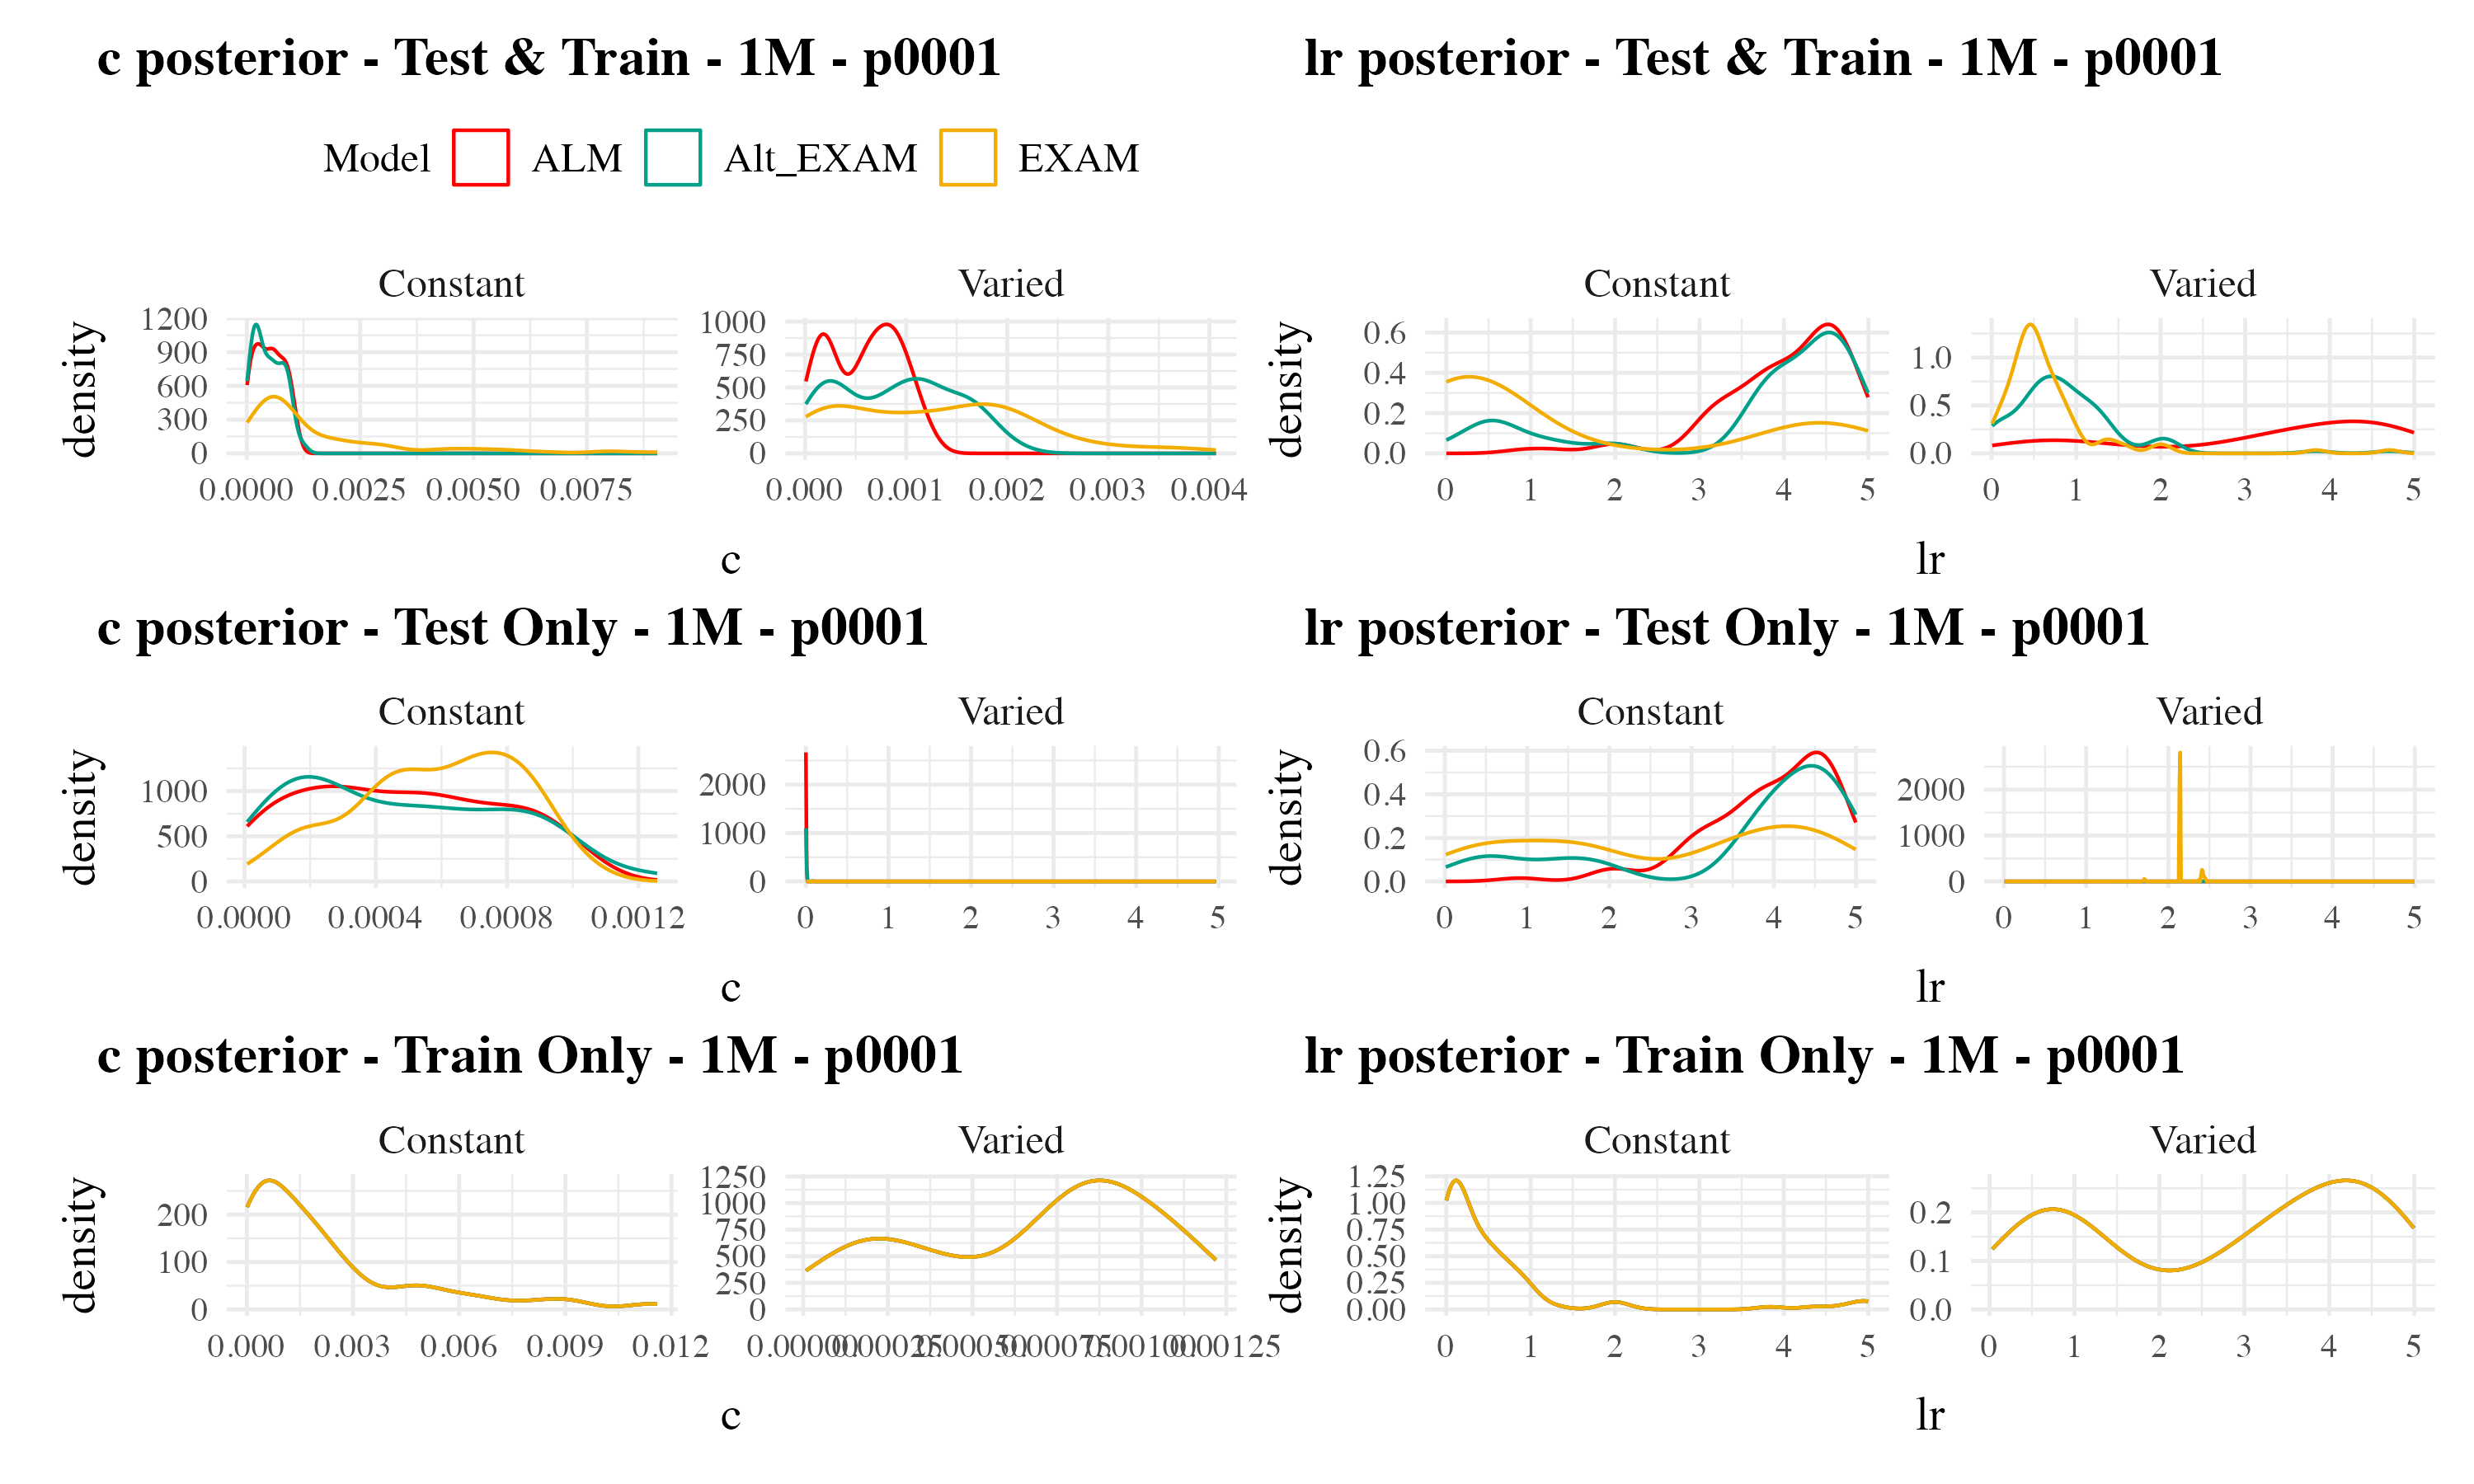 c posterior - Test & Train - 1M - p0001
lr posterior - Test & Train - 1M - p0001
Model ALM Alt_EXAM EXAM
Constant Varied Constant Varied
density
1200
900
600
300
0
0.0000 0.0025 0.0050 0.0075
1000
750
500
250
0
0.000 0.001 0.002 0.003 0.004
c
density
0.6
0.4
0.2
0.0
0 1 2 3 4 5
1.0
0.5
0.0
0 1 2 3 4 5
lr
c posterior - Test Only - 1M - p0001
lr posterior - Test Only - 1M - p0001
Constant Varied Constant Varied
density
1000
500
0
0.0000 0.0004 0.0008 0.0012
2000
1000
0
0 1 2 3 4 5
c
density
0.6
0.4
0.2
0.0
0 1 2 3 4 5
2000
1000
0
0 1 2 3 4 5
lr
c posterior - Train Only - 1M - p0001
lr posterior - Train Only - 1M - p0001
Constant Varied Constant Varied
density
200
100
0
0.000 0.003 0.006 0.009 0.012
1250
1000
750
500
250
0
c
density
1.25
1.00
0.75
0.50
0.25
0.00
0 1 2 3 4 5
0.2
0.1
0.0
0 1 2 3 4 5
lr